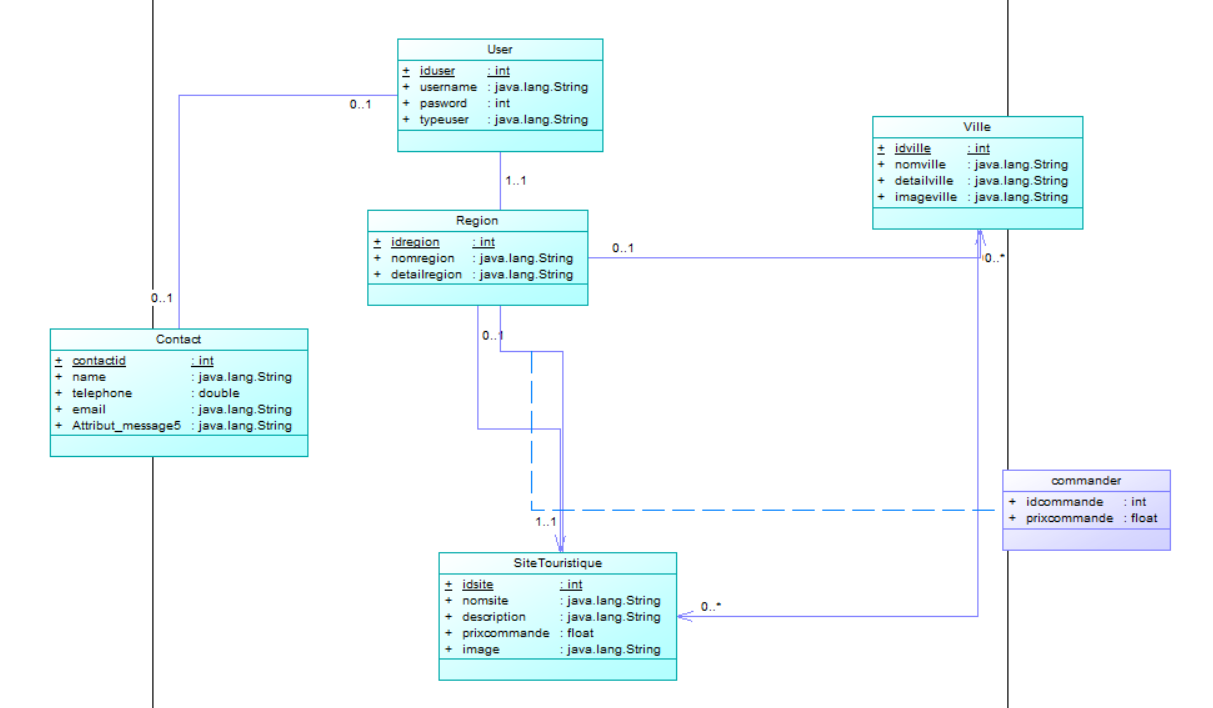 User
+ iduser : int
+ username : java.lang.String
+ pasword : int
+ typeuser : java.lang.String
0..1
1..1
Ville
+ idville : int
+ nomville : java.lang.String
+ detailville : java.lang.String
+ imageville : java.lang.String
Region
+ idregion : int
+ nomregion : java.lang.String
+ detailregion : java.lang.String
0..1
0..*
0..1
0..1
Contact
+ contactid : int
+ name : java.lang.String
+ telephone : double
+ email : java.lang.String
+ Attribut_message5 : java.lang.String
commander
+ idcommande : int
+ prixcommande : float
1..1
SiteTouristique
+ idsite : int
+ nomsite : java.lang.String
+ description : java.lang.String
+ prixcommande : float
+ image : java.lang.String
0..*